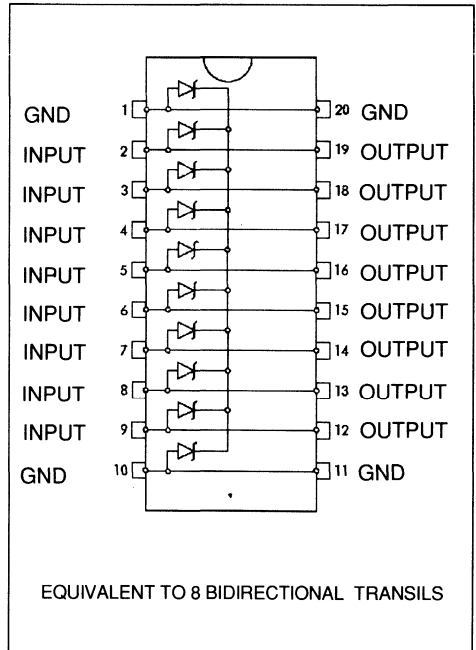 GND 1 20 GND
INPUT 2 19 OUTPUT
INPUT 3 18 OUTPUT
INPUT 4 17 OUTPUT
INPUT 5 16 OUTPUT
INPUT 6 15 OUTPUT
INPUT 7 14 OUTPUT
INPUT 8 13 OUTPUT
INPUT 9 12 OUTPUT
GND 10 11 GND
EQUIVALENT TO 8 BIDIRECTIONAL TRANSILS